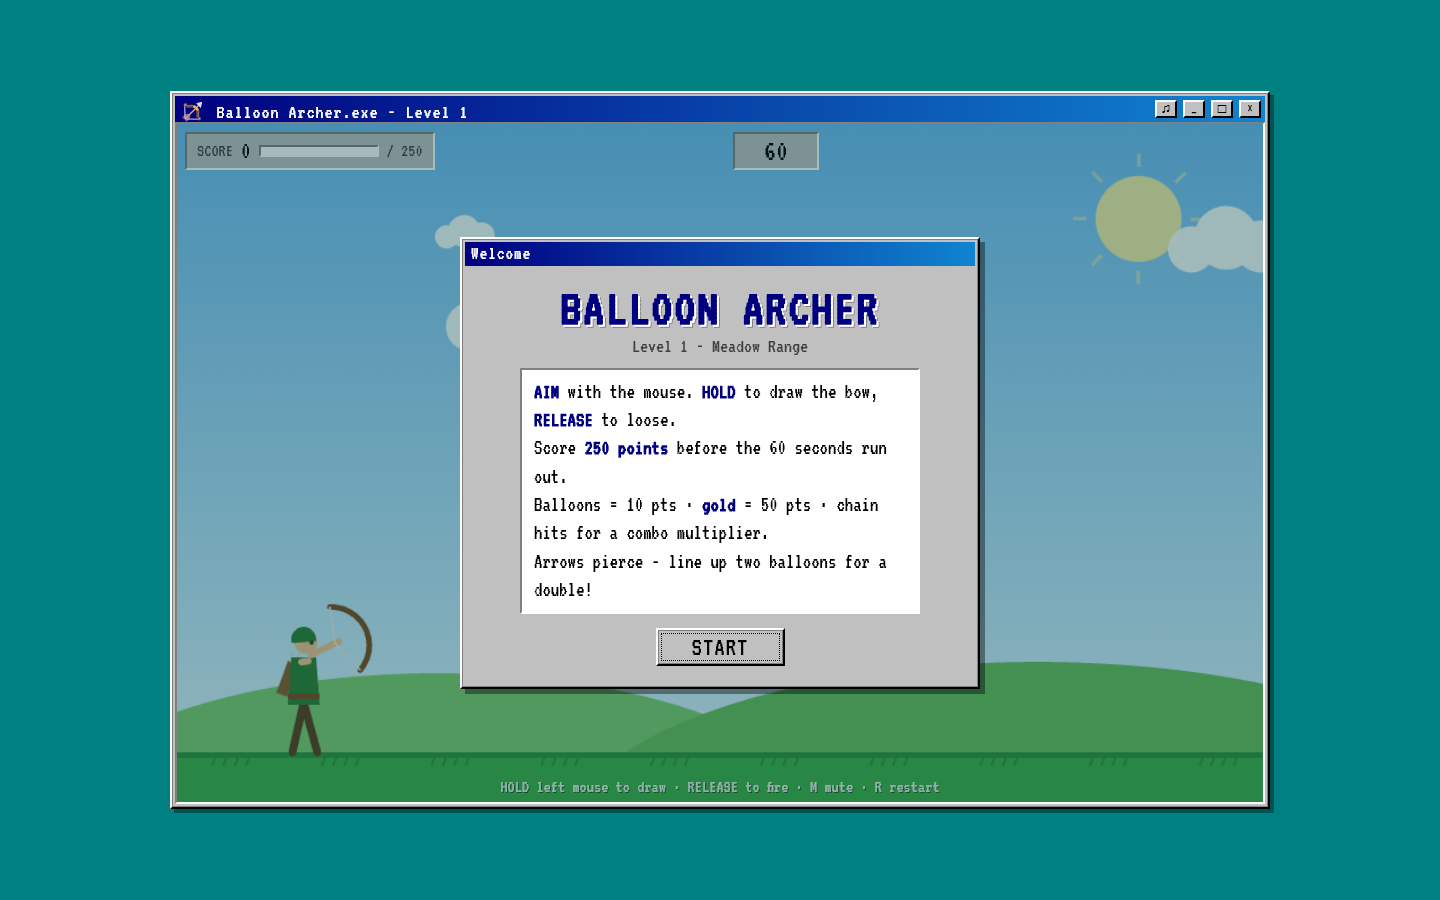 Balloon Archer.exe - Level 1
SCORE 0 / 250
60
Welcome
BALLOON ARCHER
Level 1 - Meadow Range
AIM with the mouse. HOLD to draw the bow,
RELEASE to loose.
Score 250 points before the 60 seconds run
out.
Balloons = 10 pts · gold = 50 pts · chain
hits for a combo multiplier.
Arrows pierce - line up two balloons for a
double!
START
HOLD left mouse to draw · RELEASE to fire · M mute · R restart